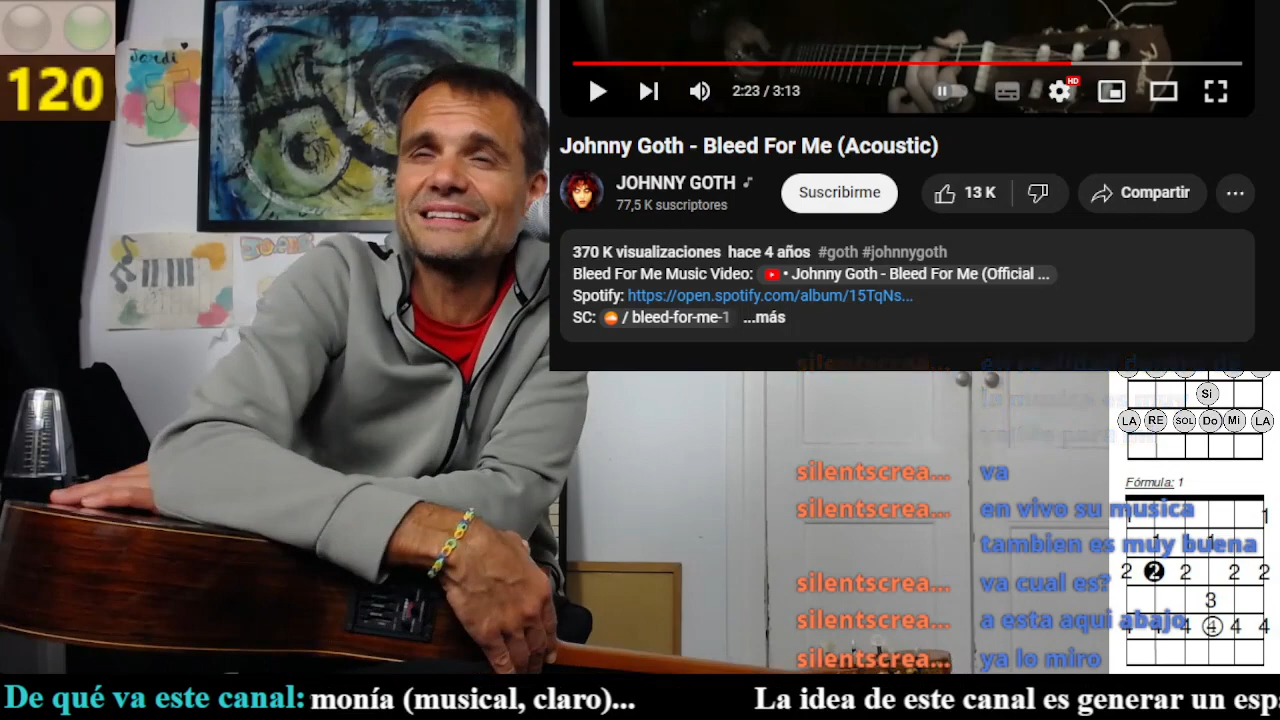 120
Jordi
J
2:23 / 3:13
HD
Johnny Goth - Bleed For Me (Acoustic)
JOHNNY GOTH
77,5 K suscriptores
Suscribirme
13 K
Compartir
370 K visualizaciones hace 4 años #goth #johnnygoth
Bleed For Me Music Video: • Johnny Goth - Bleed For Me (Official ...
Spotify: https://open.spotify.com/album/15TqNs...
SC: / bleed-for-me-1 ...más
silentscrea... va
silentscrea... en vivo su musica
tambien es muy buena
silentscrea... va cual es?
silentscrea... a esta aqui abajo
silentscrea... ya lo miro
Si
LA RE SOL Do MI LA
Fórmula: 1
1 1
1 1
2 2 2 2 2
3
4 4 4 4 4 4
De qué va este canal: monía (musical, claro)... La idea de este canal es generar un esp